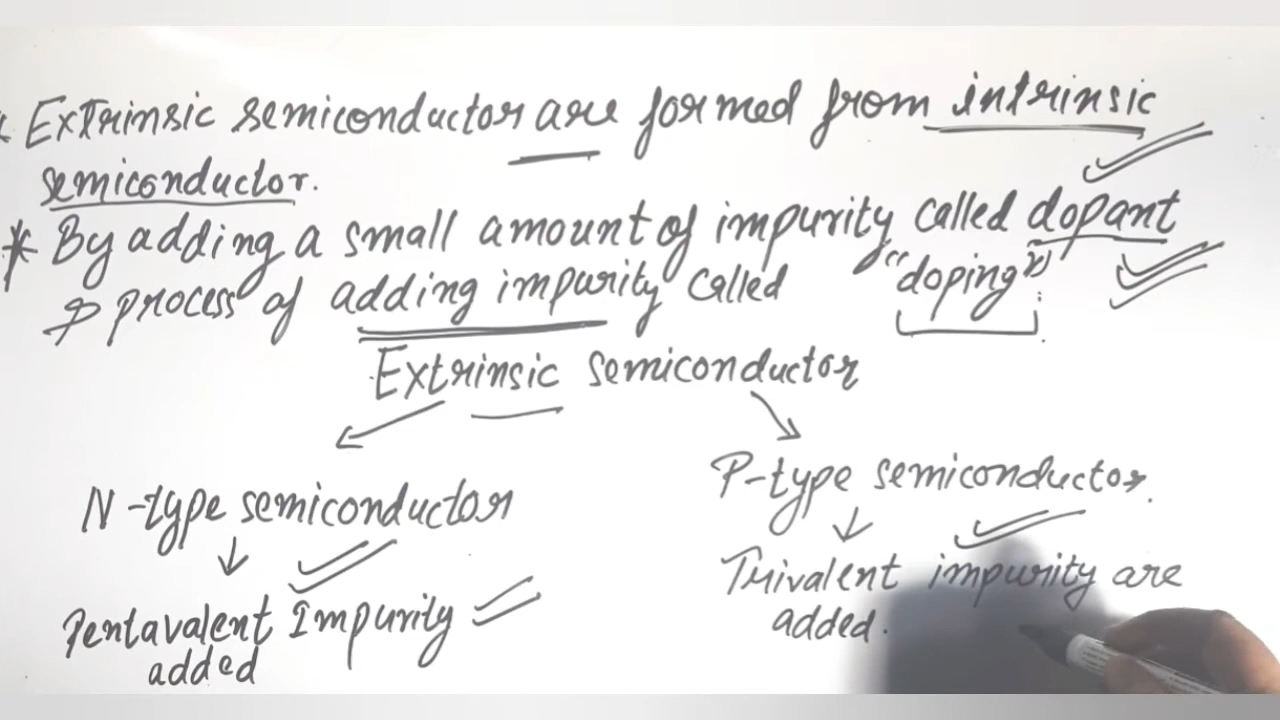 * Extrinsic semiconductor are formed from intrinsic
semiconductor.
* By adding a small amount of impurity called dopant
& process of adding impurity called "doping".
Extrinsic semiconductor
N-type semiconductor
P-type semiconductor.
Pentavalent Impurity
added
Trivalent impurity are
added.